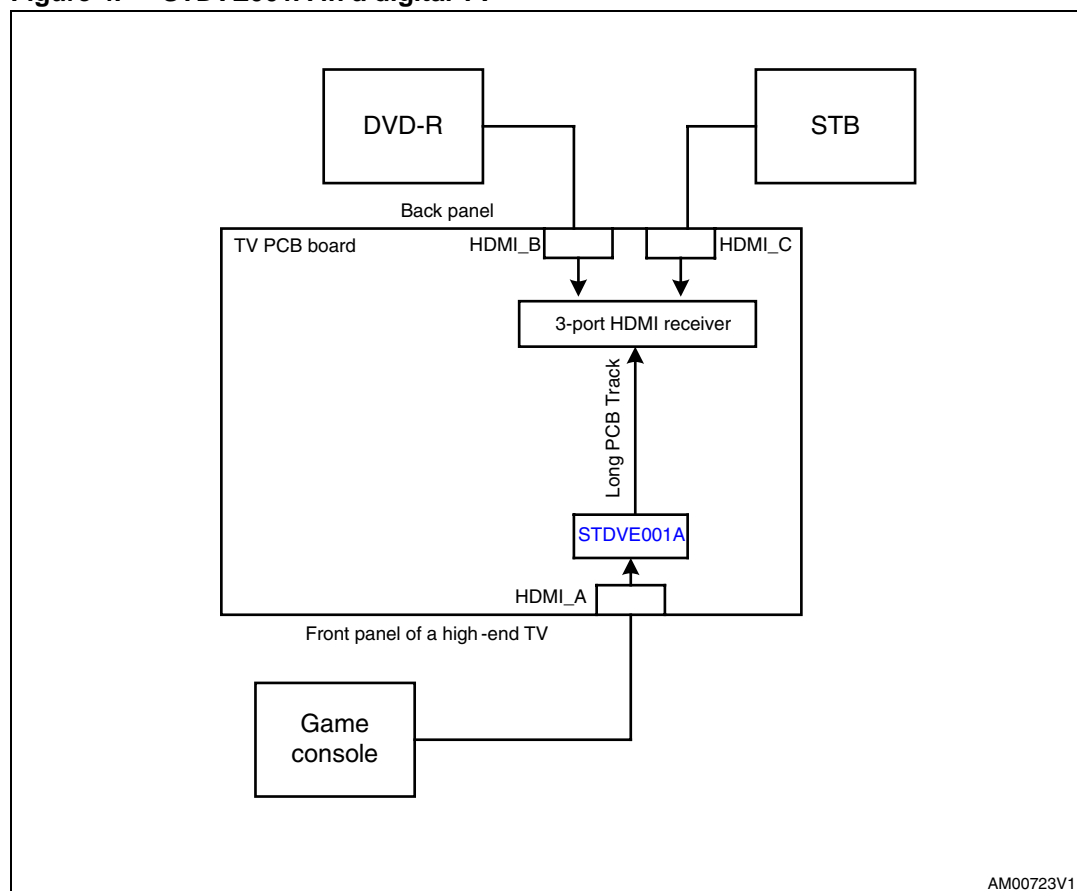 DVD-R
STB
Back panel
TV PCB board
HDMI_B
HDMI_C
3-port HDMI receiver
Long PCB Track
STDVE001A
HDMI_A
Front panel of a high-end TV
Game
console
AM00723V1